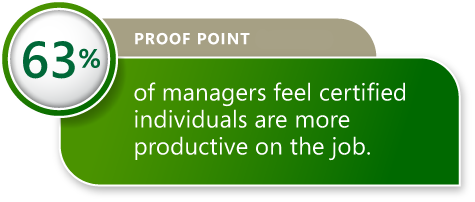 63%
PROOF POINT
of managers feel certified
individuals are more
productive on the job.